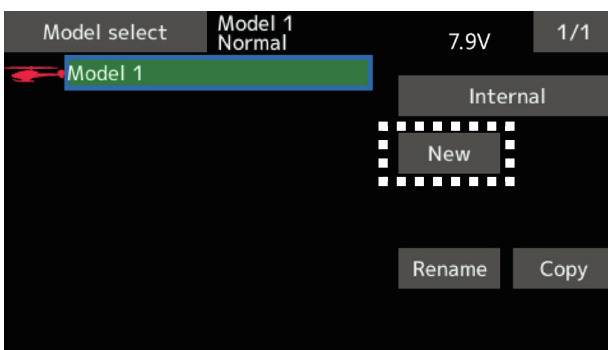 Model select
Model 1
Normal
7.9V
1/1
Model 1
Internal
New
Rename
Copy